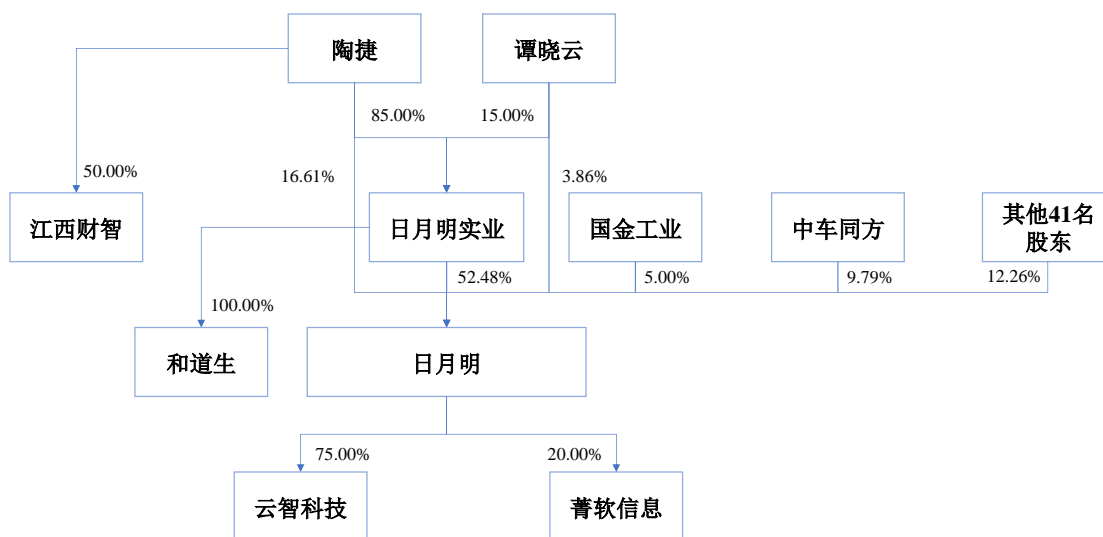 陶捷
谭晓云
85.00%
15.00%
50.00%
16.61%
3.86%
江西财智
日月明实业
国金工业
中车同方
其他41名
股东
52.48%
5.00%
9.79%
12.26%
100.00%
和道生
日月明
75.00%
20.00%
云智科技
菁软信息